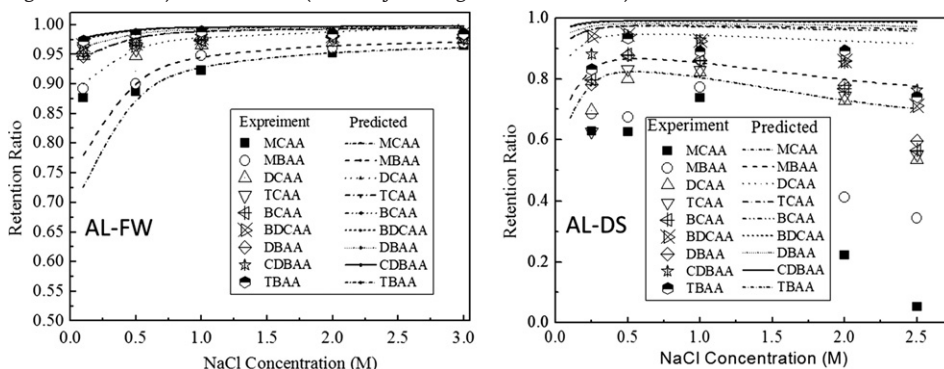 Retention Ratio
1.00
0.95
0.90
0.85
0.80
0.75
0.70
0.65
0.60
0.55
0.50
0.0 0.5 1.0 1.5 2.0 2.5 3.0
NaCl Concentration (M)
AL-FW
Expreiment Predicted
MCAA MCAA
MBAA MBAA
DCAA DCAA
TCAA TCAA
BCAA BCAA
BDCAA BDCAA
DBAA DBAA
CDBAA CDBAA
TBAA TBAA
Retention Ratio
1.0
0.8
0.6
0.4
0.2
0.0
0.0 0.5 1.0 1.5 2.0 2.5
NaCl Concentration (M)
AL-DS
Experiment Predicted
MCAA MCAA
MBAA MBAA
DCAA DCAA
TCAA TCAA
BCAA BCAA
BDCAA BDCAA
DBAA DBAA
CDBAA CDBAA
TBAA TBAA